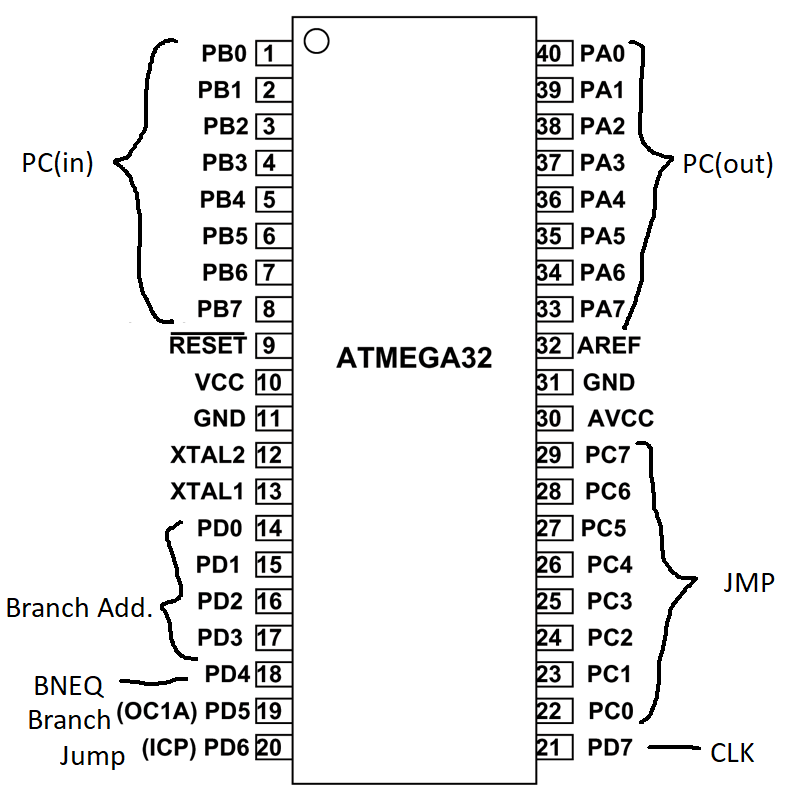 PB0 1 40 PA0
PB1 2 39 PA1
PB2 3 38 PA2
PC(in) PB3 4 37 PA3 PC(out)
PB4 5 36 PA4
PB5 6 35 PA5
PB6 7 34 PA6
PB7 8 33 PA7
RESET 9 ATMEGA32 32 AREF
VCC 10 31 GND
GND 11 30 AVCC
XTAL2 12 29 PC7
XTAL1 13 28 PC6
PD0 14 27 PC5
PD1 15 26 PC4 JMP
Branch Add. PD2 16 25 PC3
PD3 17 24 PC2
BNEQ PD4 18 23 PC1
Branch (OC1A) PD5 19 22 PC0
Jump (ICP) PD6 20 21 PD7 CLK